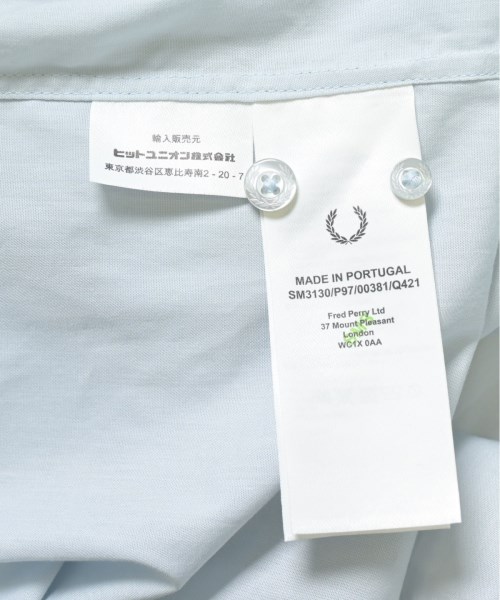 輸入販売元
ヒットユニオン株式会社
東京都渋谷区恵比寿南2-20-7
MADE IN PORTUGAL
SM3130/P97/00381/Q421
Fred Perry Ltd
37 Mount Pleasant
London
WC1X 0AA